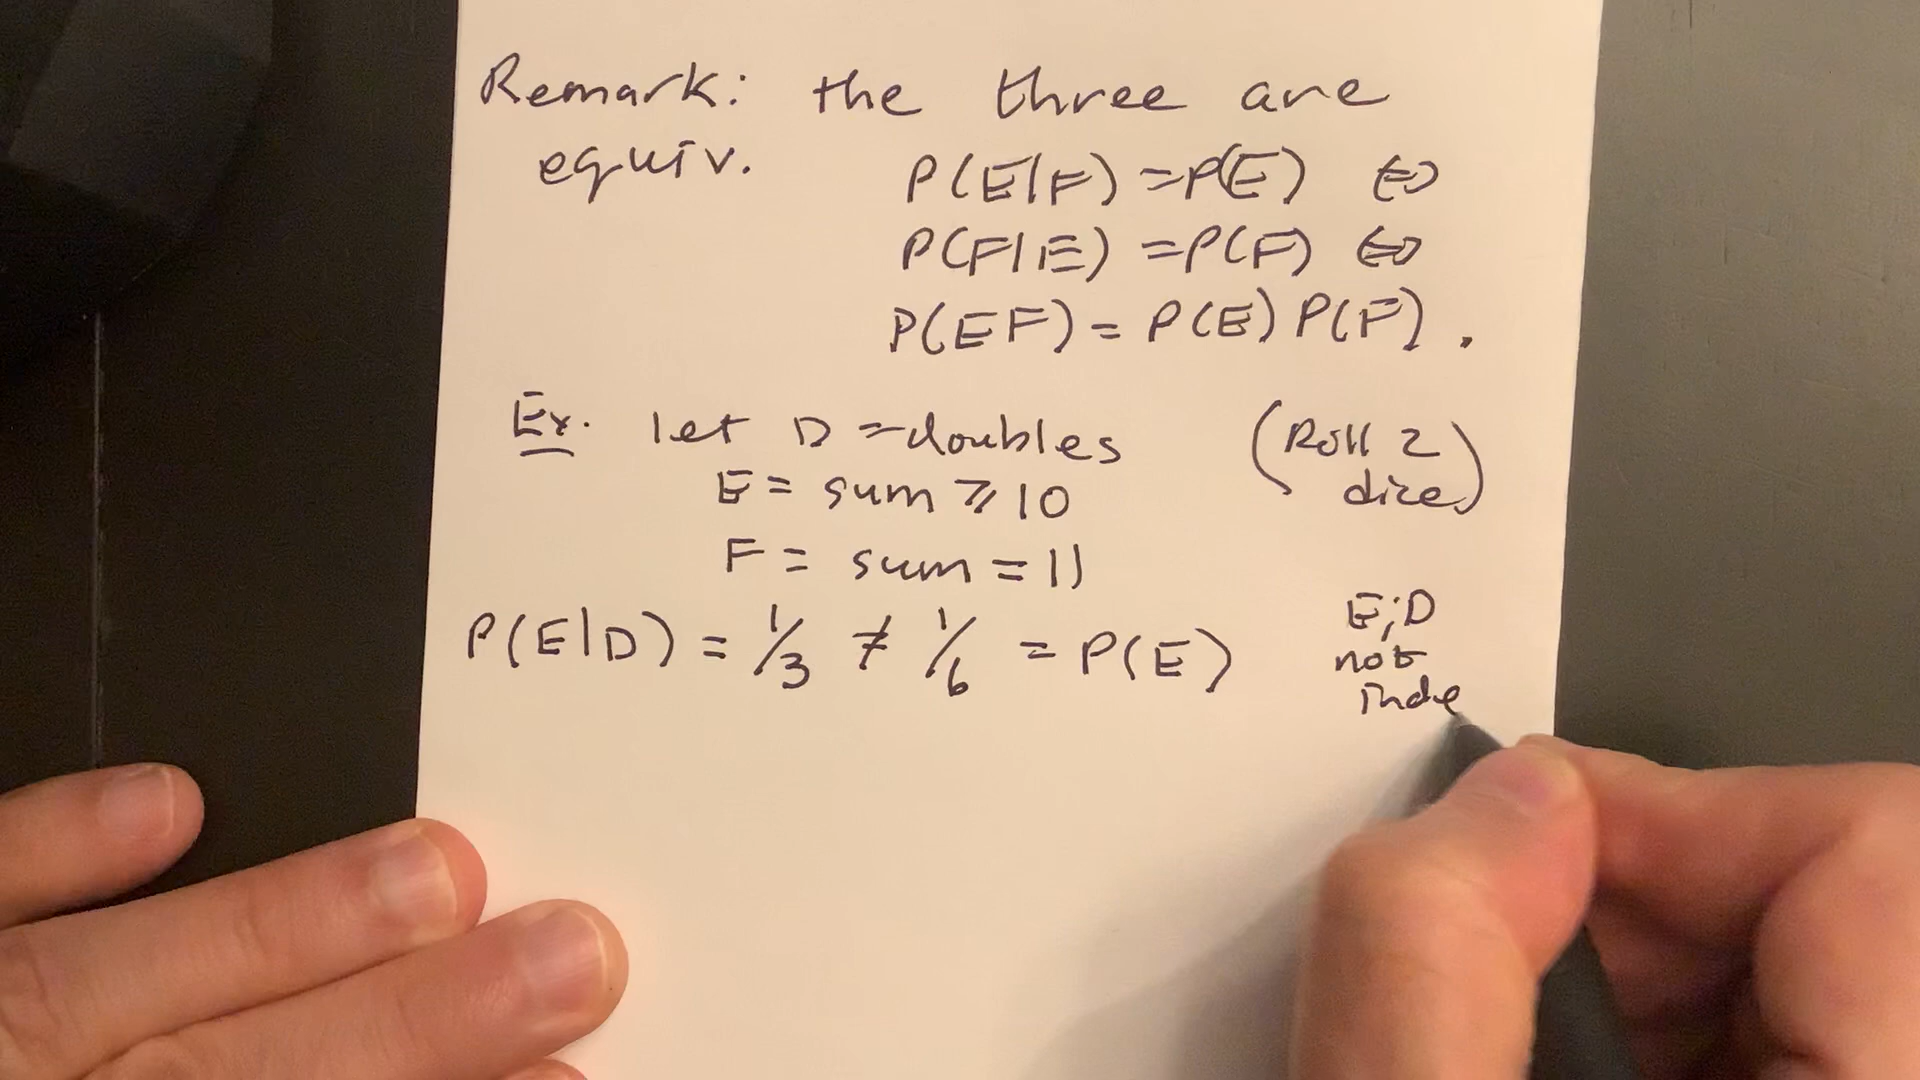 Remark: the three are
equiv. P(E|F) = P(E) ⇔
P(F|E) = P(F) ⇔
P(EF) = P(E) P(F).
Ex. let D = doubles (Roll 2
dice)
E = sum ⩾ 10
F = sum = 11
P(E|D) = 1/3 ≠ 1/6 = P(E)
E;D
not
inde